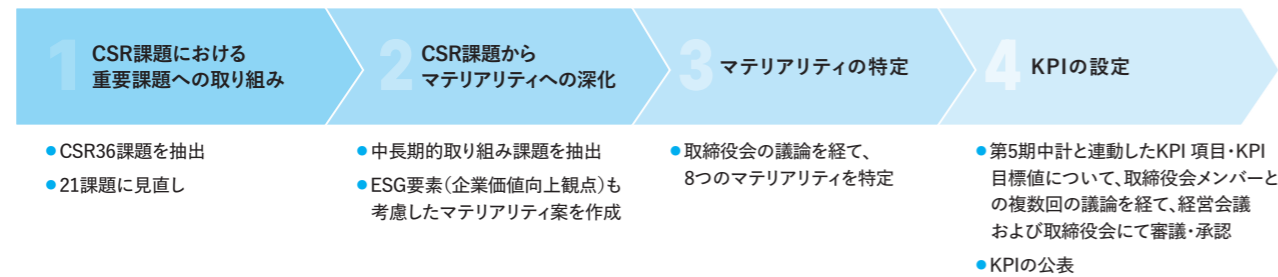 1
CSR課題における
重要課題への取り組み
●CSR36課題を抽出
●21課題に見直し
2
CSR課題から
マテリアリティへの深化
●中長期的取り組み課題を抽出
●ESG要素(企業価値向上観点)も
考慮したマテリアリティ案を作成
3
マテリアリティの特定
●取締役会の議論を経て、
8つのマテリアリティを特定
4
KPIの設定
●第5期中計と連動したKPI 項目・KPI
目標値について、取締役会メンバーと
の複数回の議論を経て、経営会議
および取締役会にて審議・承認
●KPIの公表